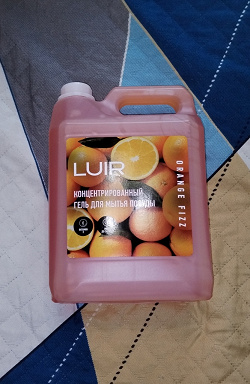 LUIR
КОНЦЕНТРИРОВАННЫЙ
ГЕЛЬ ДЛЯ МЫТЬЯ ПОСУДЫ
ORANGE FIZZ